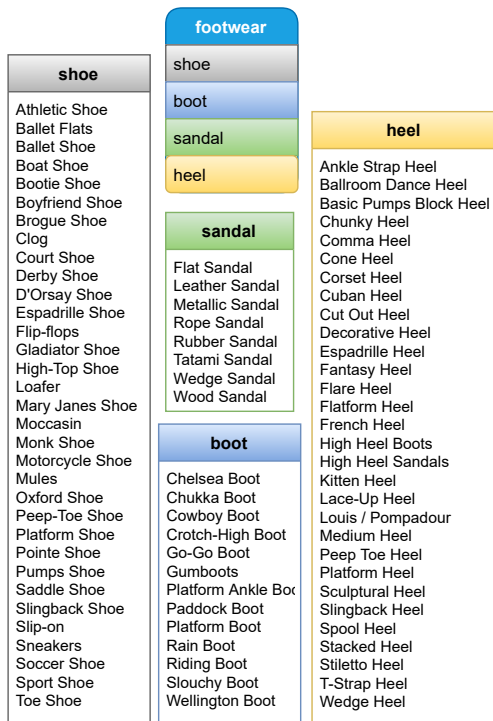 footwear
shoe
boot
sandal
heel
shoe
Athletic Shoe
Ballet Flats
Ballet Shoe
Boat Shoe
Bootie Shoe
Boyfriend Shoe
Brogue Shoe
Clog
Court Shoe
Derby Shoe
D'Orsay Shoe
Espadrille Shoe
Flip-flops
Gladiator Shoe
High-Top Shoe
Loafer
Mary Janes Shoe
Moccasin
Monk Shoe
Motorcycle Shoe
Mules
Oxford Shoe
Peep-Toe Shoe
Platform Shoe
Pointe Shoe
Pumps Shoe
Saddle Shoe
Slingback Shoe
Slip-on
Sneakers
Soccer Shoe
Sport Shoe
Toe Shoe
sandal
Flat Sandal
Leather Sandal
Metallic Sandal
Rope Sandal
Rubber Sandal
Tatami Sandal
Wedge Sandal
Wood Sandal
boot
Chelsea Boot
Chukka Boot
Cowboy Boot
Crotch-High Boot
Go-Go Boot
Gumboots
Platform Ankle Boo
Paddock Boot
Platform Boot
Rain Boot
Riding Boot
Slouchy Boot
Wellington Boot
heel
Ankle Strap Heel
Ballroom Dance Heel
Basic Pumps Block Heel
Chunky Heel
Comma Heel
Cone Heel
Corset Heel
Cuban Heel
Cut Out Heel
Decorative Heel
Espadrille Heel
Fantasy Heel
Flare Heel
Flatform Heel
French Heel
High Heel Boots
High Heel Sandals
Kitten Heel
Lace-Up Heel
Louis / Pompadour
Medium Heel
Peep Toe Heel
Platform Heel
Sculptural Heel
Slingback Heel
Spool Heel
Stacked Heel
Stiletto Heel
T-Strap Heel
Wedge Heel